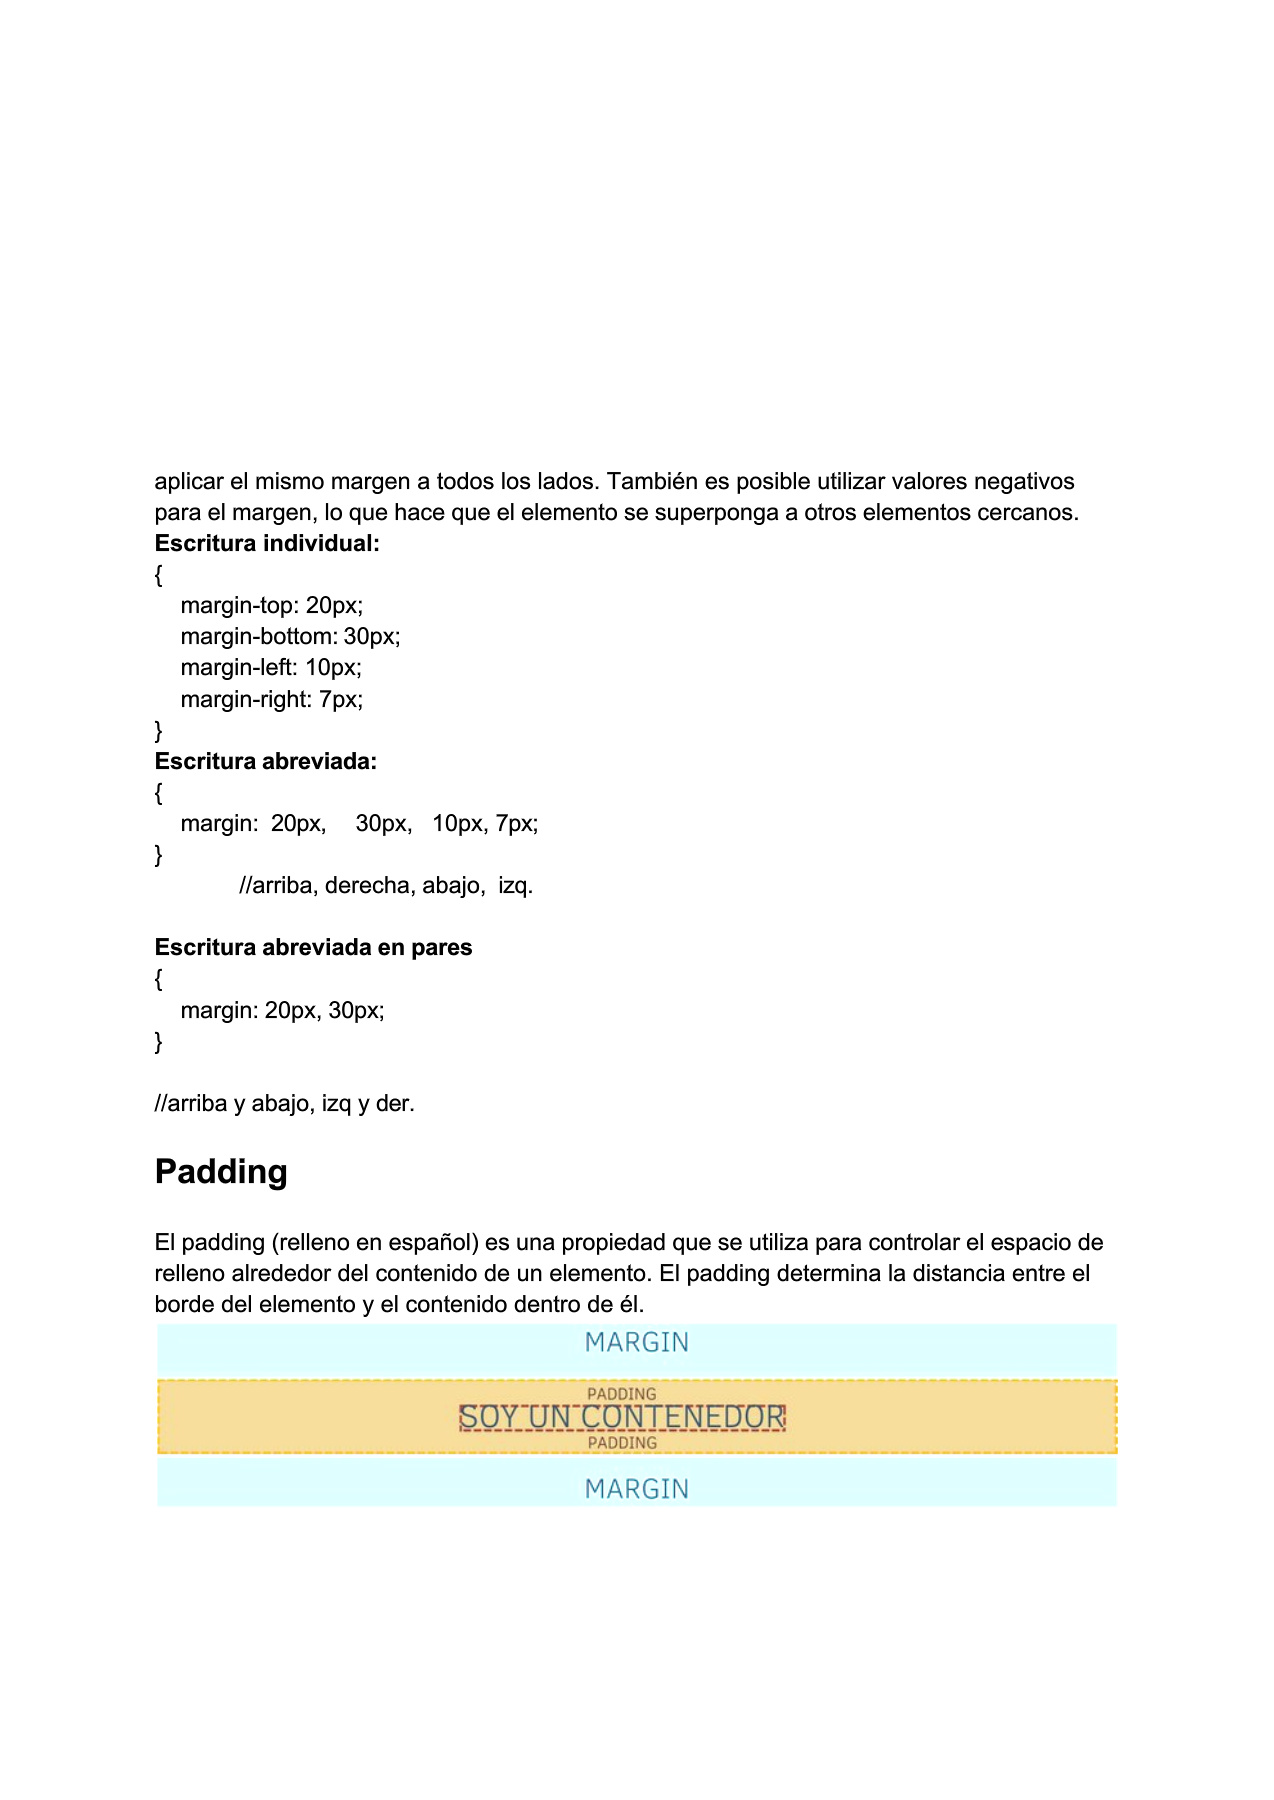 aplicar el mismo margen a todos los lados. También es posible utilizar valores negativos
para el margen, lo que hace que el elemento se superponga a otros elementos cercanos.
Escritura individual:
{
margin-top: 20px;
margin-bottom: 30px;
margin-left: 10px;
margin-right: 7px;
}
Escritura abreviada:
{
margin:  20px,     30px,   10px, 7px;
}
//arriba, derecha, abajo,  izq.
Escritura abreviada en pares
{
margin: 20px, 30px;
}
//arriba y abajo, izq y der.
Padding
El padding (relleno en español) es una propiedad que se utiliza para controlar el espacio de
relleno alrededor del contenido de un elemento. El padding determina la distancia entre el
borde del elemento y el contenido dentro de él.
MARGIN
PADDING
SOY UN CONTENEDOR
PADDING
MARGIN